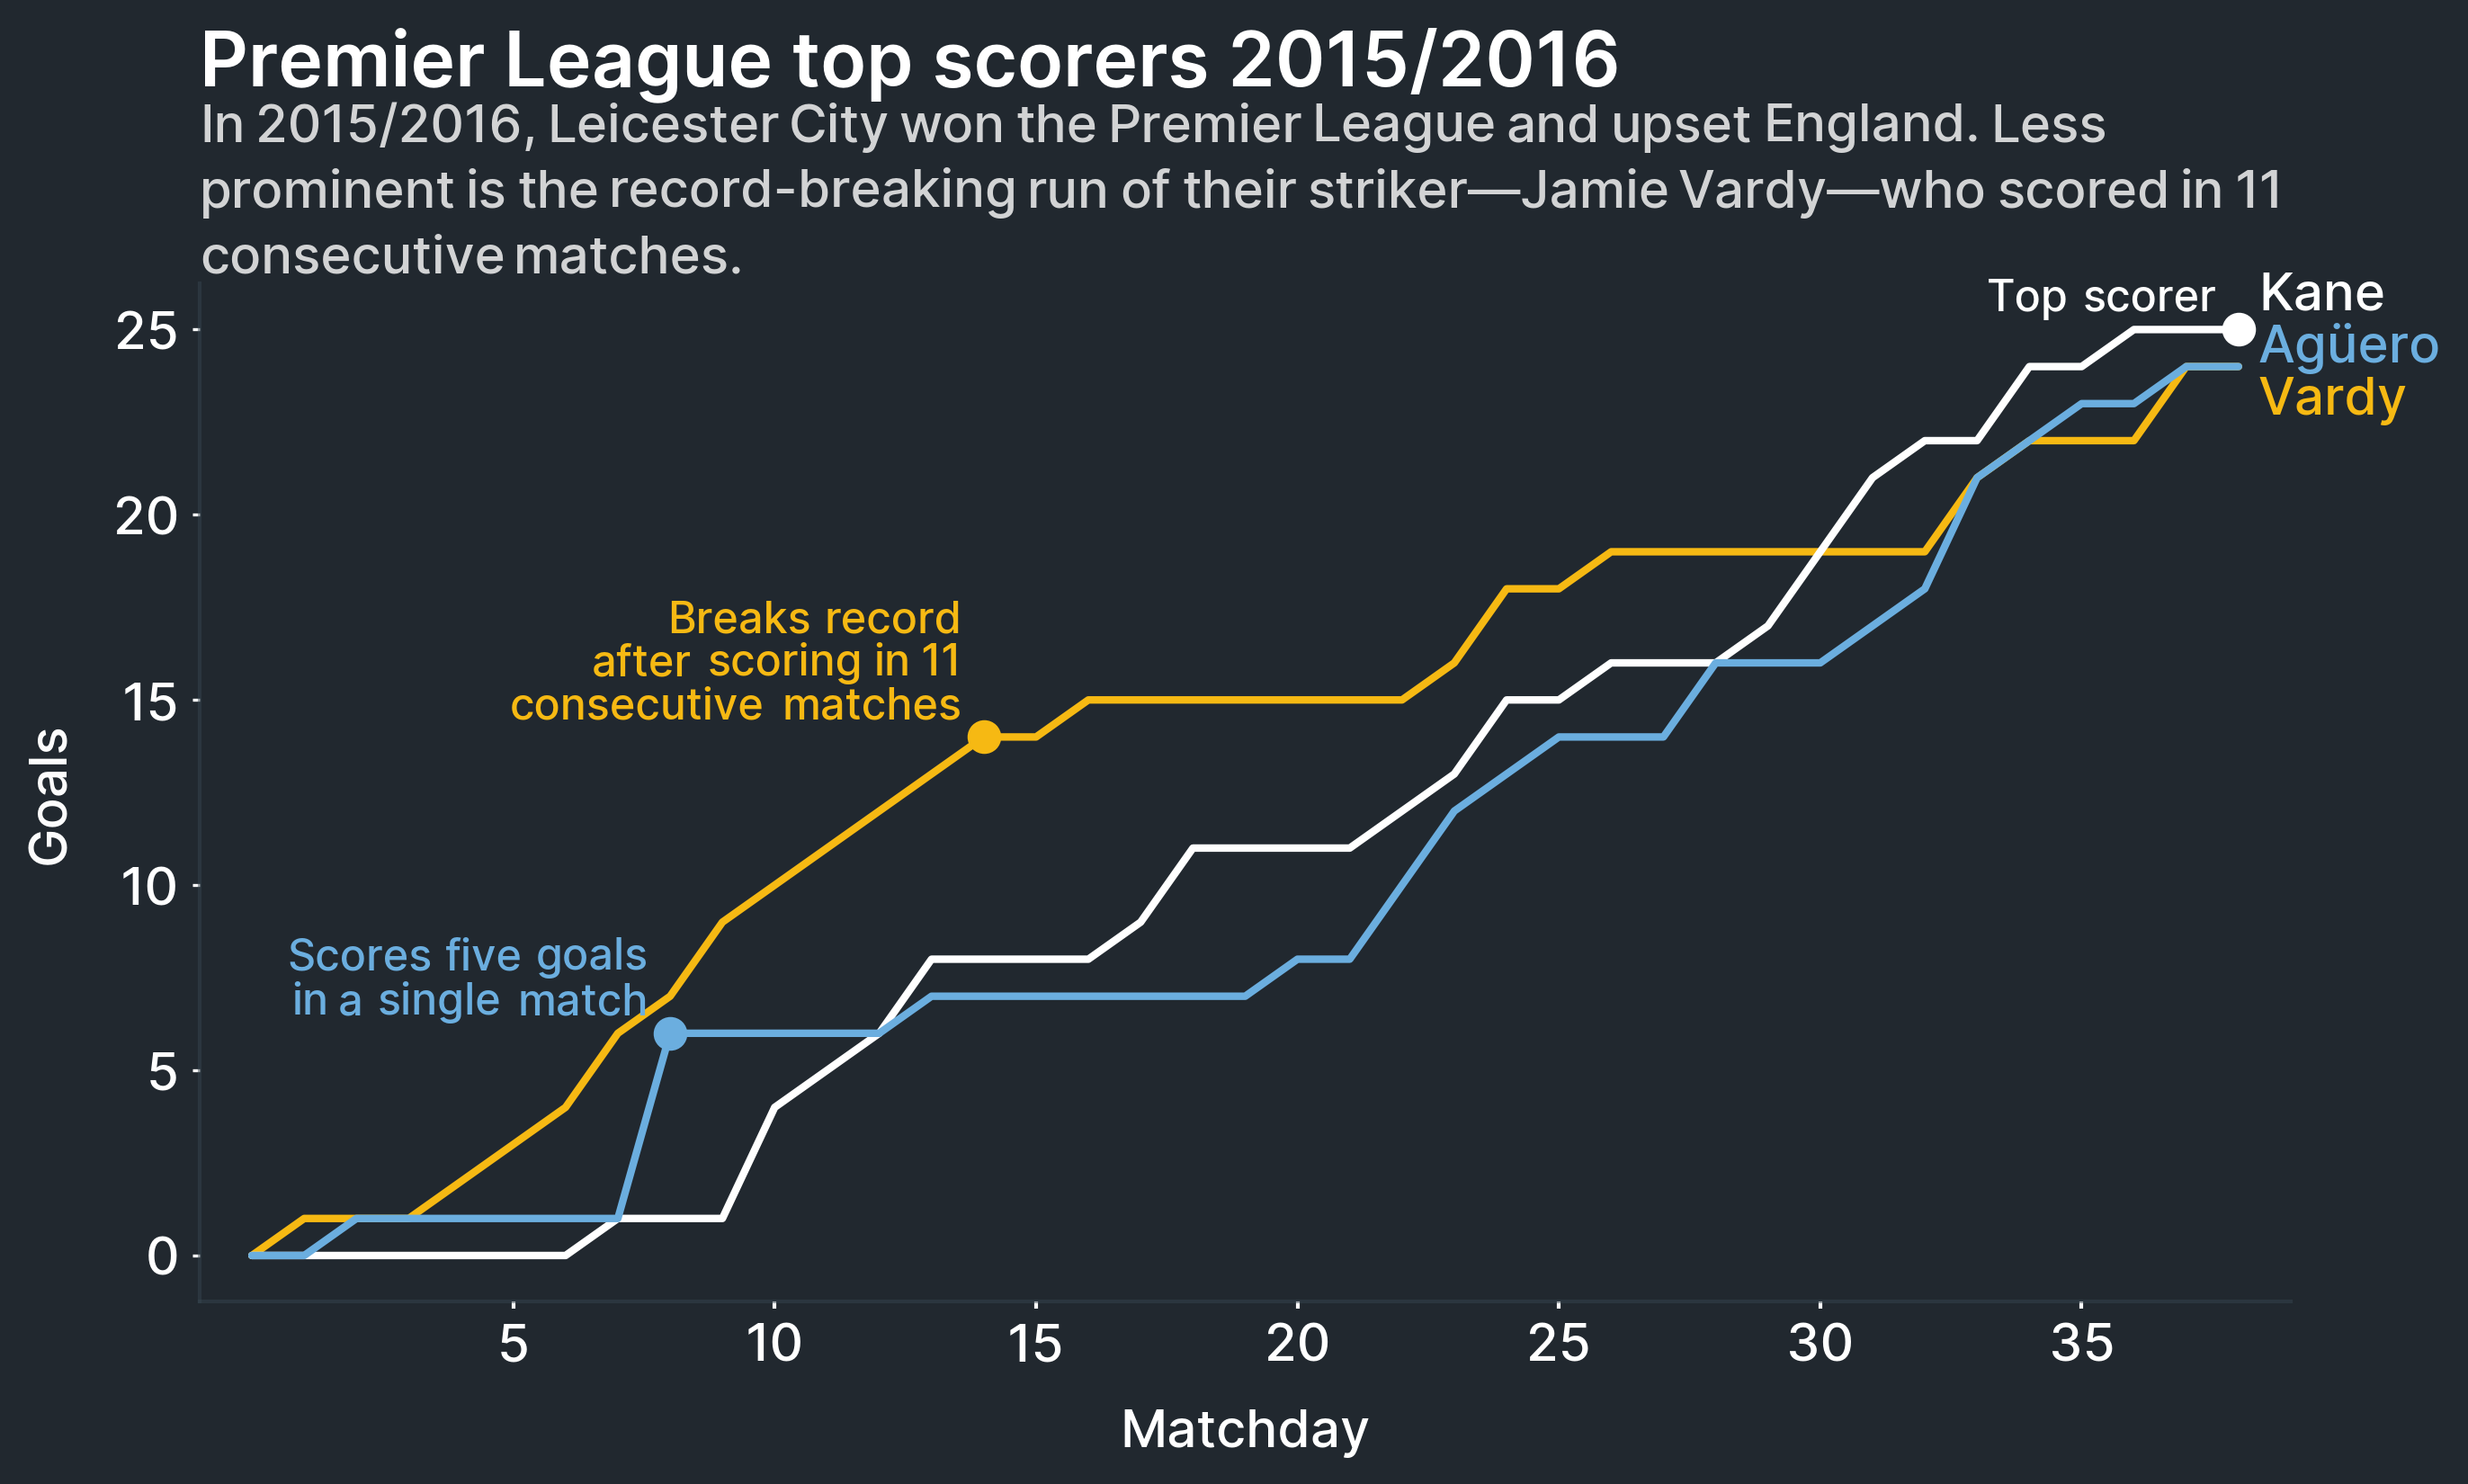 Premier League top scorers 2015/2016
In 2015/2016, Leicester City won the Premier League and upset England. Less
prominent is the record-breaking run of their striker—Jamie Vardy—who scored in 11
consecutive matches.
Top scorer
Kane
Agüero
Vardy
Breaks record
after scoring in 11
consecutive matches
Scores five goals
in a single match
Goals
25
20
15
10
5
0
5
10
15
20
25
30
35
Matchday